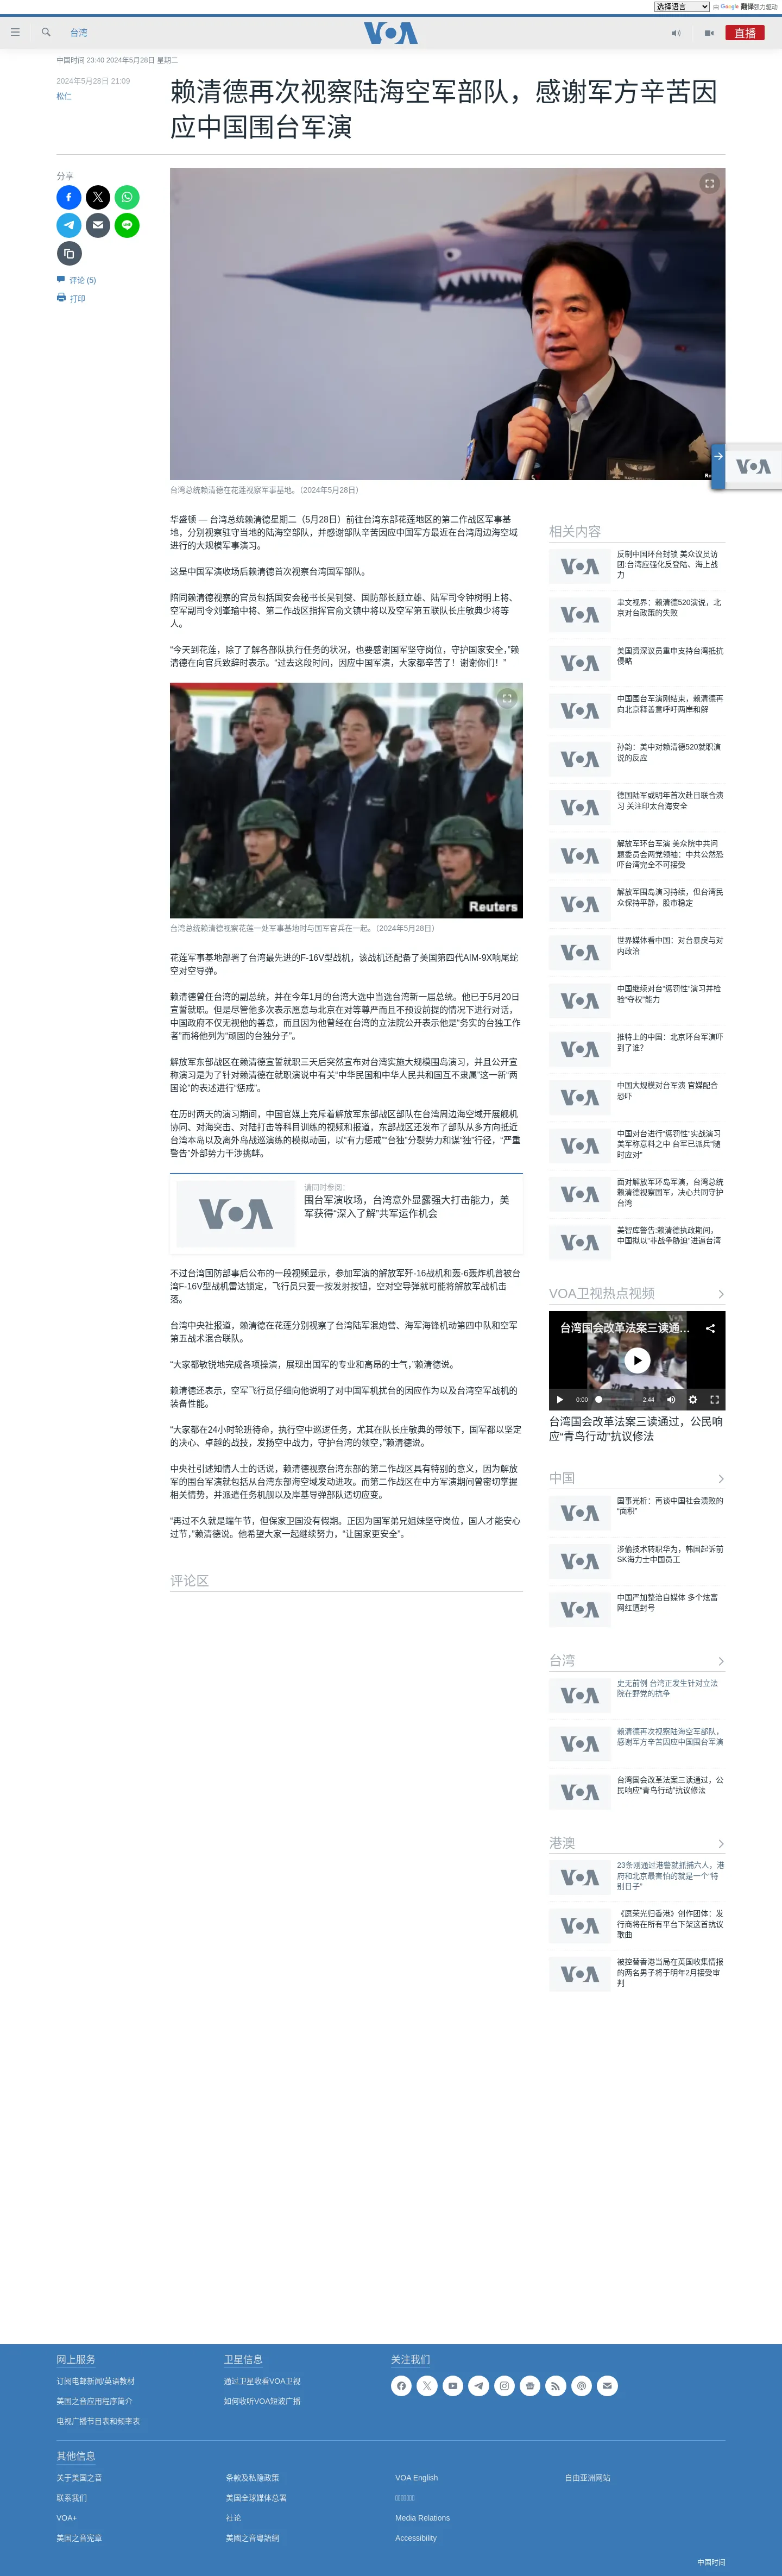 选择语言 由 Google 翻译强力驱动
台湾
VOA
直播
中国时间 23:40 2024年5月28日 星期二
2024年5月28日 21:09
松仁
赖清德再次视察陆海空军部队，感谢军方辛苦因
应中国围台军演
分享
评论 (5)
打印
台湾总统赖清德在花莲视察军事基地。（2024年5月28日）
VOA
华盛顿 — 台湾总统赖清德星期二（5月28日）前往台湾东部花莲地区的第二作战区军事基
地，分别视察驻守当地的陆海空部队，并感谢部队辛苦因应中国军方最近在台湾周边海空域
进行的大规模军事演习。
这是中国军演收场后赖清德首次视察台湾国军部队。
陪同赖清德视察的官员包括国安会秘书长吴钊燮、国防部长顾立雄、陆军司令钟树明上将、
空军副司令刘峯瑜中将、第二作战区指挥官俞文镇中将以及空军第五联队长庄敏典少将等
人。
“今天到花莲，除了了解各部队执行任务的状况，也要感谢国军坚守岗位，守护国家安全，”赖
清德在向官兵致辞时表示。“过去这段时间，因应中国军演，大家都辛苦了！谢谢你们！”
Reuters
台湾总统赖清德视察花莲一处军事基地时与国军官兵在一起。（2024年5月28日）
花莲军事基地部署了台湾最先进的F-16V型战机，该战机还配备了美国第四代AIM-9X响尾蛇
空对空导弹。
赖清德曾任台湾的副总统，并在今年1月的台湾大选中当选台湾新一届总统。他已于5月20日
宣誓就职。但是尽管他多次表示愿意与北京在对等尊严而且不预设前提的情况下进行对话，
中国政府不仅无视他的善意，而且因为他曾经在台湾的立法院公开表示他是“务实的台独工作
者”而将他列为“顽固的台独分子”。
解放军东部战区在赖清德宣誓就职三天后突然宣布对台湾实施大规模围岛演习，并且公开宣
称演习是为了针对赖清德在就职演说中有关“中华民国和中华人民共和国互不隶属”这一新“两
国论”的表述进行“惩戒”。
在历时两天的演习期间，中国官媒上充斥着解放军东部战区部队在台湾周边海空域开展舰机
协同、对海突击、对陆打击等科目训练的视频和报道，东部战区还发布了部队从多方向抵近
台湾本岛以及离外岛战巡演练的模拟动画，以“有力惩戒”“台独”分裂势力和谋“独”行径，“严重
警告”外部势力干涉挑衅。
VOA
请同时参阅：
围台军演收场，台湾意外显露强大打击能力，美
军获得“深入了解”共军运作机会
不过台湾国防部事后公布的一段视频显示，参加军演的解放军歼-16战机和轰-6轰炸机曾被台
湾F-16V型战机雷达锁定，飞行员只要一按发射按钮，空对空导弹就可能将解放军战机击
落。
台湾中央社报道，赖清德在花莲分别视察了台湾陆军混炮营、海军海锋机动第四中队和空军
第五战术混合联队。
“大家都敏锐地完成各项操演，展现出国军的专业和高昂的士气，”赖清德说。
赖清德还表示，空军飞行员仔细向他说明了对中国军机扰台的因应作为以及台湾空军战机的
装备性能。
“大家都在24小时轮班待命，执行空中巡逻任务，尤其在队长庄敏典的带领下，国军都以坚定
的决心、卓越的战技，发扬空中战力，守护台湾的领空，”赖清德说。
中央社引述知情人士的话说，赖清德视察台湾东部的第二作战区具有特别的意义，因为解放
军的围台军演就包括从台湾东部海空域发动进攻。而第二作战区在中方军演期间曾密切掌握
相关情势，并派遣任务机舰以及岸基导弹部队适切应变。
“再过不久就是端午节，但保家卫国没有假期。正因为国军弟兄姐妹坚守岗位，国人才能安心
过节，”赖清德说。他希望大家一起继续努力，“让国家更安全”。
评论区
相关内容
反制中国环台封锁 美众议员访
团:台湾应强化反登陆、海上战
力
聿文视界：赖清德520演说，北
京对台政策的失败
美国资深议员重申支持台湾抵抗
侵略
中国围台军演刚结束，赖清德再
向北京释善意呼吁两岸和解
孙韵：美中对赖清德520就职演
说的反应
德国陆军或明年首次赴日联合演
习 关注印太台海安全
解放军环台军演 美众院中共问
题委员会两党领袖：中共公然恐
吓台湾完全不可接受
解放军围岛演习持续，但台湾民
众保持平静，股市稳定
世界媒体看中国：对台暴戾与对
内政治
中国继续对台“惩罚性”演习并检
验“夺权”能力
推特上的中国：北京环台军演吓
到了谁？
中国大规模对台军演 官媒配合
恐吓
中国对台进行“惩罚性”实战演习
美军称意料之中 台军已派兵“随
时应对”
面对解放军环岛军演，台湾总统
赖清德视察国军，决心共同守护
台湾
美智库警告:赖清德执政期间，
中国拟以“非战争胁迫”进逼台湾
VOA卫视热点视频
台湾国会改革法案三读通...
0:00 2:44
台湾国会改革法案三读通过，公民响
应“青鸟行动”抗议修法
中国
国事光析：再谈中国社会溃败的
“面积”
涉偷技术转职华为，韩国起诉前
SK海力士中国员工
中国严加整治自媒体 多个炫富
网红遭封号
台湾
史无前例 台湾正发生针对立法
院在野党的抗争
赖清德再次视察陆海空军部队，
感谢军方辛苦因应中国围台军演
台湾国会改革法案三读通过，公
民响应“青鸟行动”抗议修法
港澳
23条刚通过港警就抓捕六人，港
府和北京最害怕的就是一个“特
别日子”
《愿荣光归香港》创作团体：发
行商将在所有平台下架这首抗议
歌曲
被控替香港当局在英国收集情报
的两名男子将于明年2月接受审
判
网上服务
订阅电邮新闻/英语教材
美国之音应用程序简介
电视广播节目表和频率表
卫星信息
通过卫星收看VOA卫视
如何收听VOA短波广播
关注我们
其他信息
关于美国之音 条款及私隐政策 VOA English 自由亚洲网站
联系我们 美国全球媒体总署
VOA+ 社论 Media Relations
美国之音宪章 美國之音粵語網 Accessibility
中国时间